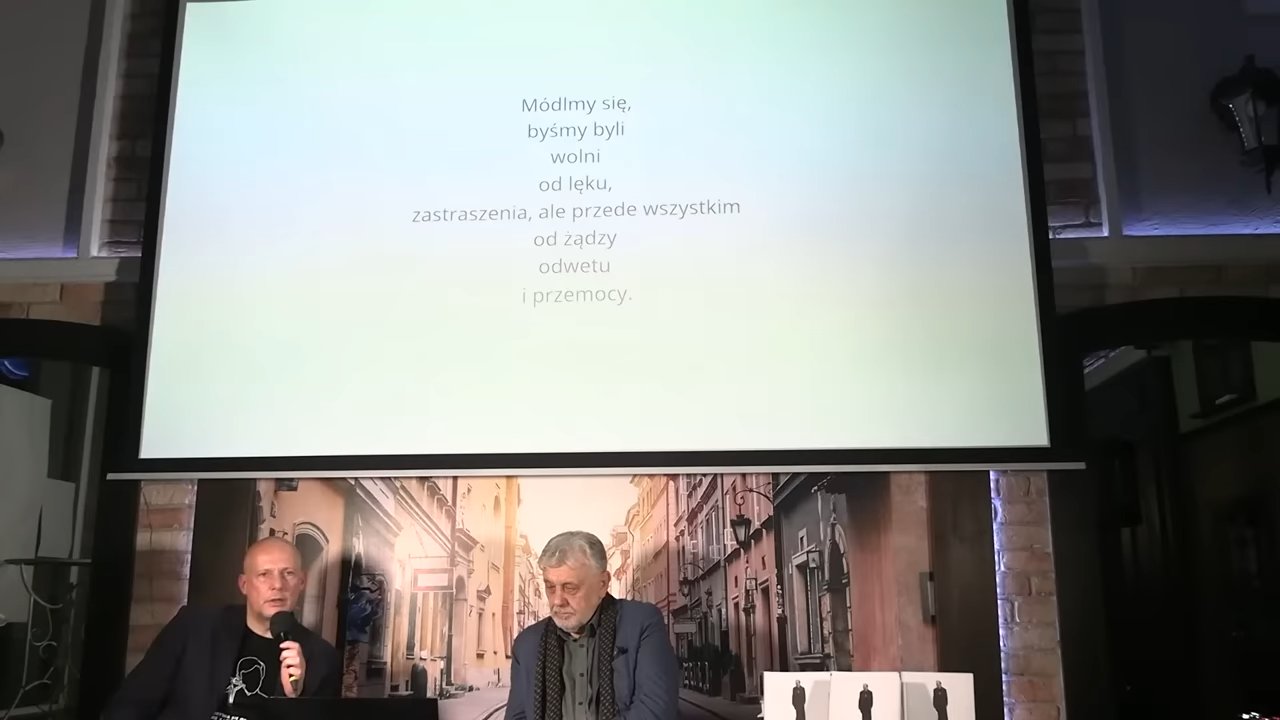 Módlmy się,
byśmy byli
wolni
od lęku,
zastraszenia, ale przede wszystkim
od żądzy
odwetu
i przemocy.